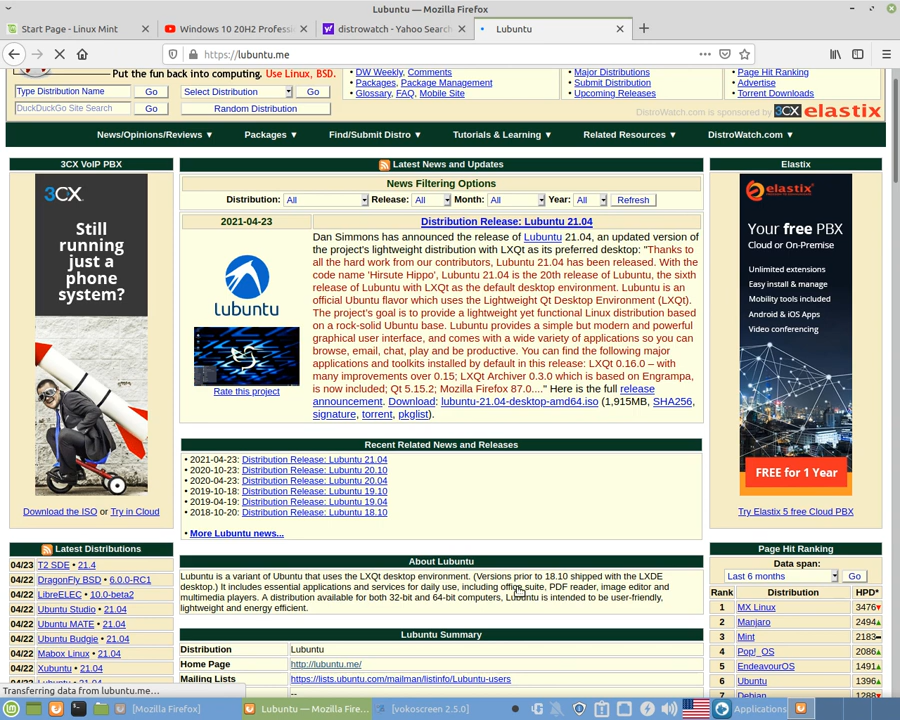 Lubuntu — Mozilla Firefox
Start Page - Linux Mint
Windows 10 20H2 Profess
distrowatch - Yahoo Search
Lubuntu
https://lubuntu.me
Put the fun back into computing. Use Linux, BSD.
Type Distribution Name Go Select Distribution Go
DuckDuckGo Site Search Go Random Distribution
• DW Weekly, Comments
• Packages, Package Management
• Glossary, FAQ, Mobile Site
• Major Distributions
• Submit Distribution
• Upcoming Releases
• Page Hit Ranking
• Advertise
• Torrent Downloads
DistroWatch.com is sponsored by 3CX elastix
News/Opinions/Reviews ▼ Packages ▼ Find/Submit Distro ▼ Tutorials & Learning ▼ Related Resources ▼ DistroWatch.com ▼
3CX VoIP PBX
3CX
Still
running
just a
phone
system?
Download the ISO or Try in Cloud
Latest Distributions
04/23 T2 SDE • 21.4
04/22 DragonFly BSD • 6.0.0-RC1
04/22 LibreELEC • 10.0-beta2
04/22 Ubuntu Studio • 21.04
04/22 Ubuntu MATE • 21.04
04/22 Ubuntu Budgie • 21.04
04/22 Mabox Linux • 21.04
04/22 Xubuntu • 21.04
Latest News and Updates
News Filtering Options
Distribution: All Release: All Month: All Year: All Refresh
2021-04-23
Distribution Release: Lubuntu 21.04
lubuntu
Rate this project
Dan Simmons has announced the release of Lubuntu 21.04, an updated version of
the project's lightweight distribution with LXQt as its preferred desktop: "Thanks to
all the hard work from our contributors, Lubuntu 21.04 has been released. With the
code name 'Hirsute Hippo', Lubuntu 21.04 is the 20th release of Lubuntu, the sixth
release of Lubuntu with LXQt as the default desktop environment. Lubuntu is an
official Ubuntu flavor which uses the Lightweight Qt Desktop Environment (LXQt).
The project's goal is to provide a lightweight yet functional Linux distribution based
on a rock-solid Ubuntu base. Lubuntu provides a simple but modern and powerful
graphical user interface, and comes with a wide variety of applications so you can
browse, email, chat, play and be productive. You can find the following major
applications and toolkits installed by default in this release: LXQt 0.16.0 – with
many improvements over 0.15; LXQt Archiver 0.3.0 which is based on Engrampa,
is now included; Qt 5.15.2; Mozilla Firefox 87.0...." Here is the full release
announcement. Download: lubuntu-21.04-desktop-amd64.iso (1,915MB, SHA256,
signature, torrent, pkglist).
Recent Related News and Releases
• 2021-04-23: Distribution Release: Lubuntu 21.04
• 2020-10-23: Distribution Release: Lubuntu 20.10
• 2020-04-23: Distribution Release: Lubuntu 20.04
• 2019-10-18: Distribution Release: Lubuntu 19.10
• 2019-04-19: Distribution Release: Lubuntu 19.04
• 2018-10-20: Distribution Release: Lubuntu 18.10
• More Lubuntu news...
About Lubuntu
Lubuntu is a variant of Ubuntu that uses the LXQt desktop environment. (Versions prior to 18.10 shipped with the LXDE
desktop.) It includes essential applications and services for daily use, including office suite, PDF reader, image editor and
multimedia players. A distribution available for both 32-bit and 64-bit computers, Lubuntu is intended to be user-friendly,
lightweight and energy efficient.
Lubuntu Summary
Distribution Lubuntu
Home Page http://lubuntu.me/
Mailing Lists https://lists.ubuntu.com/mailman/listinfo/Lubuntu-users
--
Elastix
elastix
Your free PBX
Cloud or On-Premise
Unlimited extensions
Easy install & manage
Mobility tools included
Android & iOS Apps
Video conferencing
FREE for 1 Year
Try Elastix 5 free Cloud PBX
Page Hit Ranking
Data span:
Last 6 months Go
Rank Distribution HPD*
1 MX Linux 3476
2 Manjaro 2494
3 Mint 2183
4 Pop!_OS 2086
5 EndeavourOS 1491
6 Ubuntu 1396
7 Debian 1288
Transferring data from lubuntu.me…
[Mozilla Firefox]
Lubuntu — Mozilla Fire...
[vokoscreen 2.5.0]
Applications